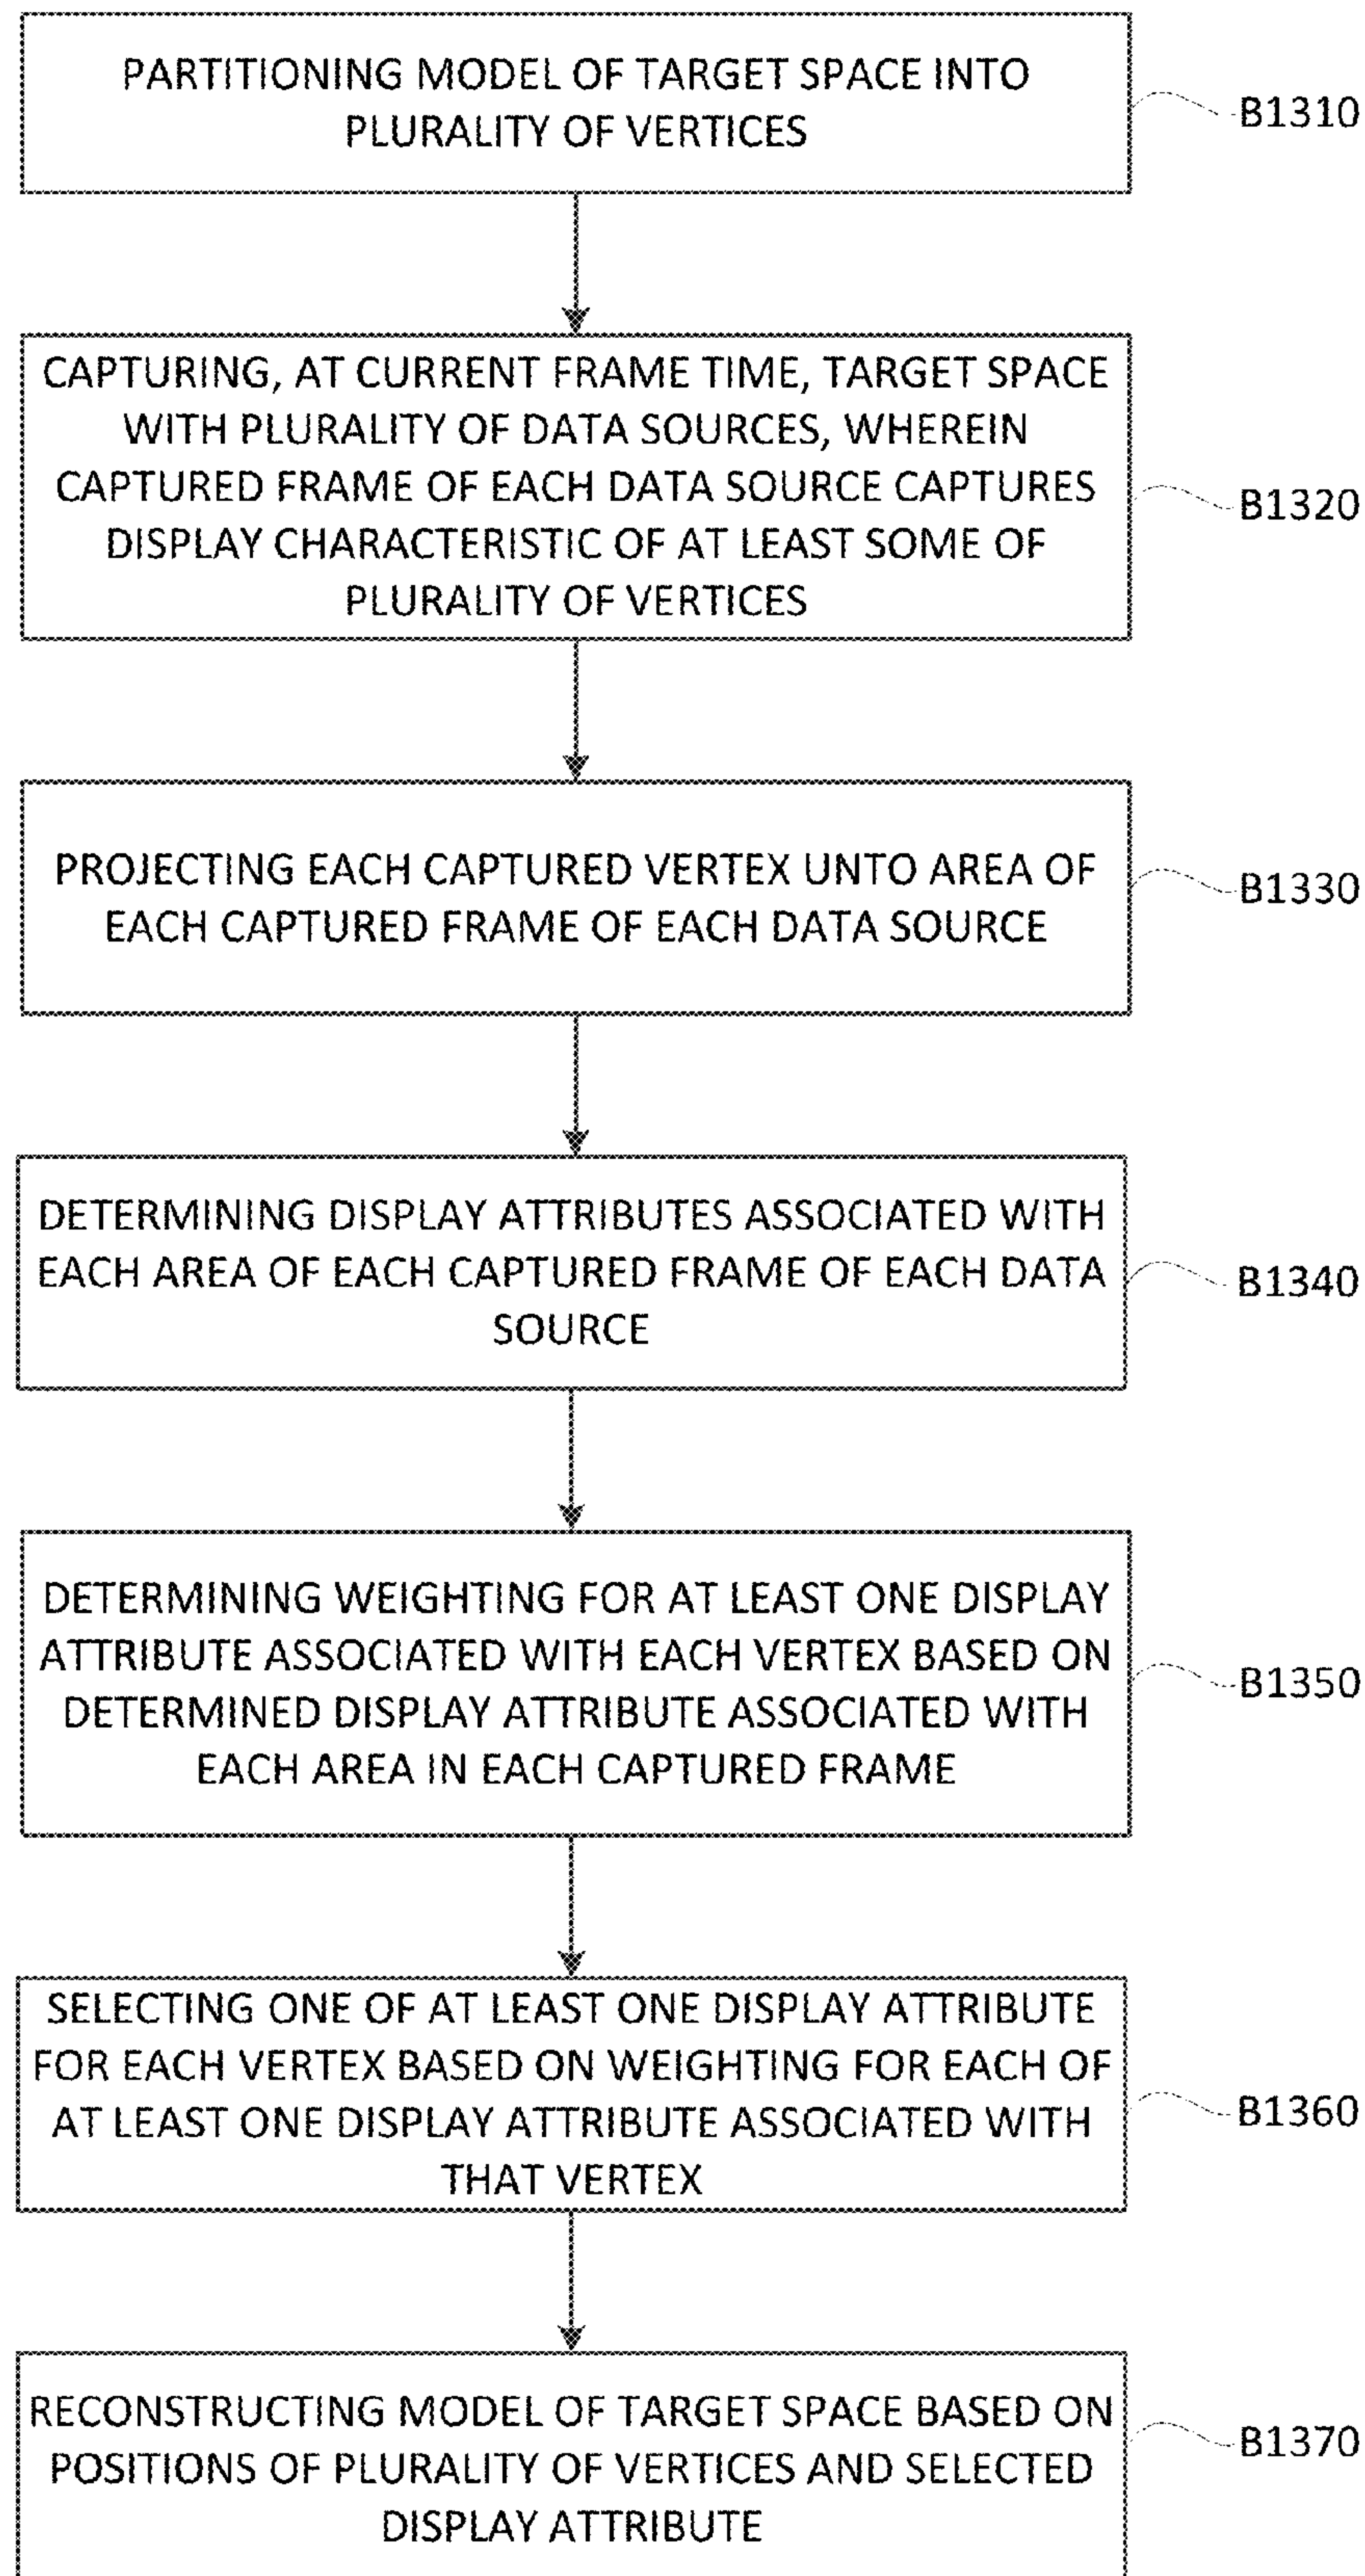 PARTITIONING MODEL OF TARGET SPACE INTO
PLURALITY OF VERTICES
B1310
CAPTURING, AT CURRENT FRAME TIME, TARGET SPACE
WITH PLURALITY OF DATA SOURCES, WHEREIN
CAPTURED FRAME OF EACH DATA SOURCE CAPTURES
DISPLAY CHARACTERISTIC OF AT LEAST SOME OF
PLURALITY OF VERTICES
B1320
PROJECTING EACH CAPTURED VERTEX UNTO AREA OF
EACH CAPTURED FRAME OF EACH DATA SOURCE
B1330
DETERMINING DISPLAY ATTRIBUTES ASSOCIATED WITH
EACH AREA OF EACH CAPTURED FRAME OF EACH DATA
SOURCE
B1340
DETERMINING WEIGHTING FOR AT LEAST ONE DISPLAY
ATTRIBUTE ASSOCIATED WITH EACH VERTEX BASED ON
DETERMINED DISPLAY ATTRIBUTE ASSOCIATED WITH
EACH AREA IN EACH CAPTURED FRAME
B1350
SELECTING ONE OF AT LEAST ONE DISPLAY ATTRIBUTE
FOR EACH VERTEX BASED ON WEIGHTING FOR EACH OF
AT LEAST ONE DISPLAY ATTRIBUTE ASSOCIATED WITH
THAT VERTEX
B1360
RECONSTRUCTING MODEL OF TARGET SPACE BASED ON
POSITIONS OF PLURALITY OF VERTICES AND SELECTED
DISPLAY ATTRIBUTE
B1370